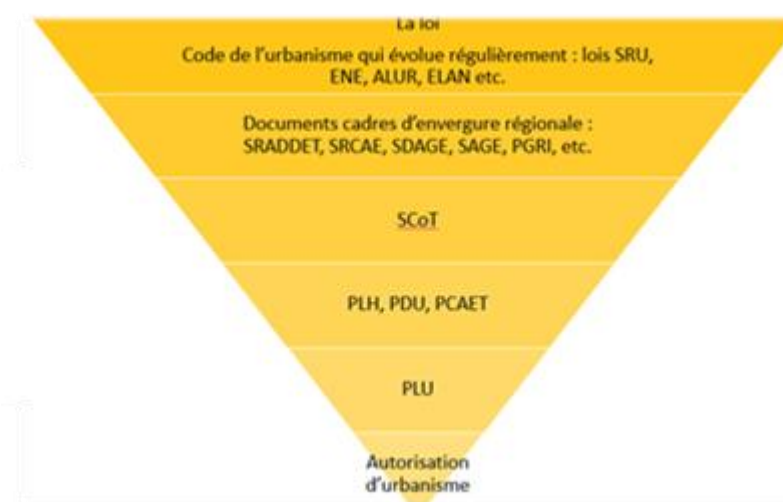 La loi
Code de l'urbanisme qui évolue régulièrement : lois SRU,
ENE, ALUR, ELAN etc.
Documents cadres d'envergure régionale :
SRADDET, SRCAE, SDAGE, SAGE, PGRI, etc.
SCoT
PLH, PDU, PCAET
PLU
Autorisation
d'urbanisme